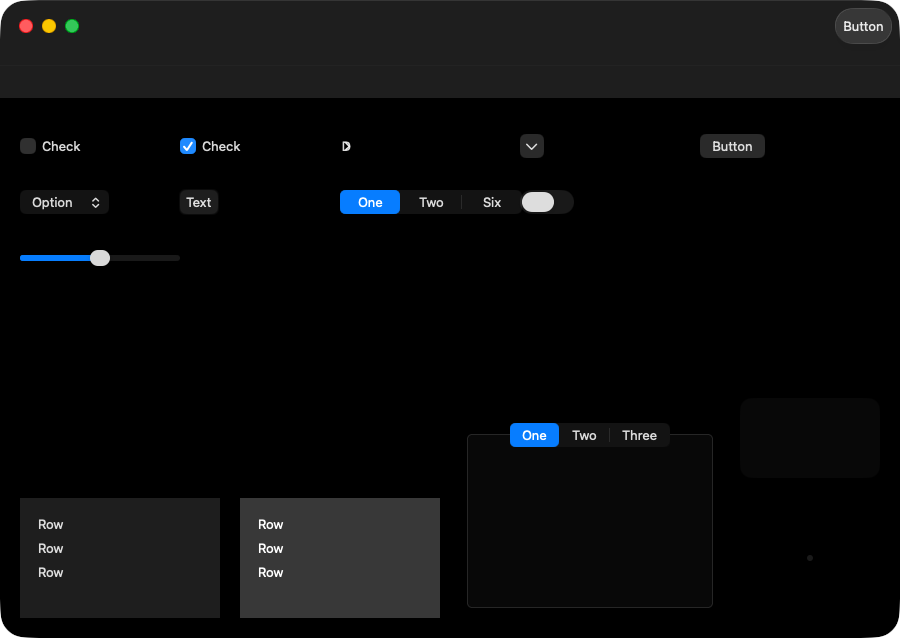 Button
Check
Check
Button
Option
Text
One
Two
Six
One
Two
Three
Row
Row
Row
Row
Row
Row